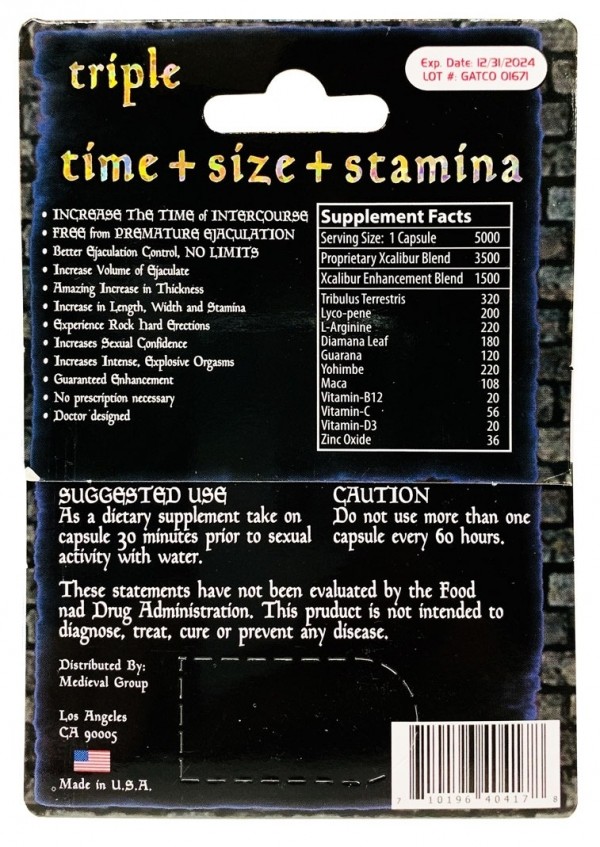 triple
Exp. Date: 12/31/2024
LOT #: GATCO 01671
time + size + stamina
• INCREASE The TIME of INTERCOURSE
• FREE from PREMATURE EJACULATION
• Better Ejaculation Control, NO LIMITS
• Increase Volume of Ejaculate
• Amazing Increase in Thickness
• Increase in Length, Width and Stamina
• Experience Rock Hard Erections
• Increases Sexual Confidence
• Increases Intense, Explosive Orgasms
• Guaranteed Enhancement
• No prescription necessary
• Doctor designed
Supplement Facts
Serving Size: 1 Capsule 5000
Proprietary Xcalibur Blend 3500
Xcalibur Enhancement Blend 1500
Tribulus Terrestris 320
Lyco-pene 200
L-Arginine 220
Diamana Leaf 180
Guarana 120
Yohimbe 220
Maca 108
Vitamin-B12 20
Vitamin-C 56
Vitamin-D3 20
Zinc Oxide 36
SUGGESTED USE
As a dietary supplement take on
capsule 30 minutes prior to sexual
activity with water.
CAUTION
Do not use more than one
capsule every 60 hours.
These statements have not been evaluated by the Food
nad Drug Administration. This product is not intended to
diagnose, treat, cure or prevent any disease.
Distributed By:
Medieval Group
Los Angeles
CA 90005
Made in U.S.A.
7 10196 40417 8